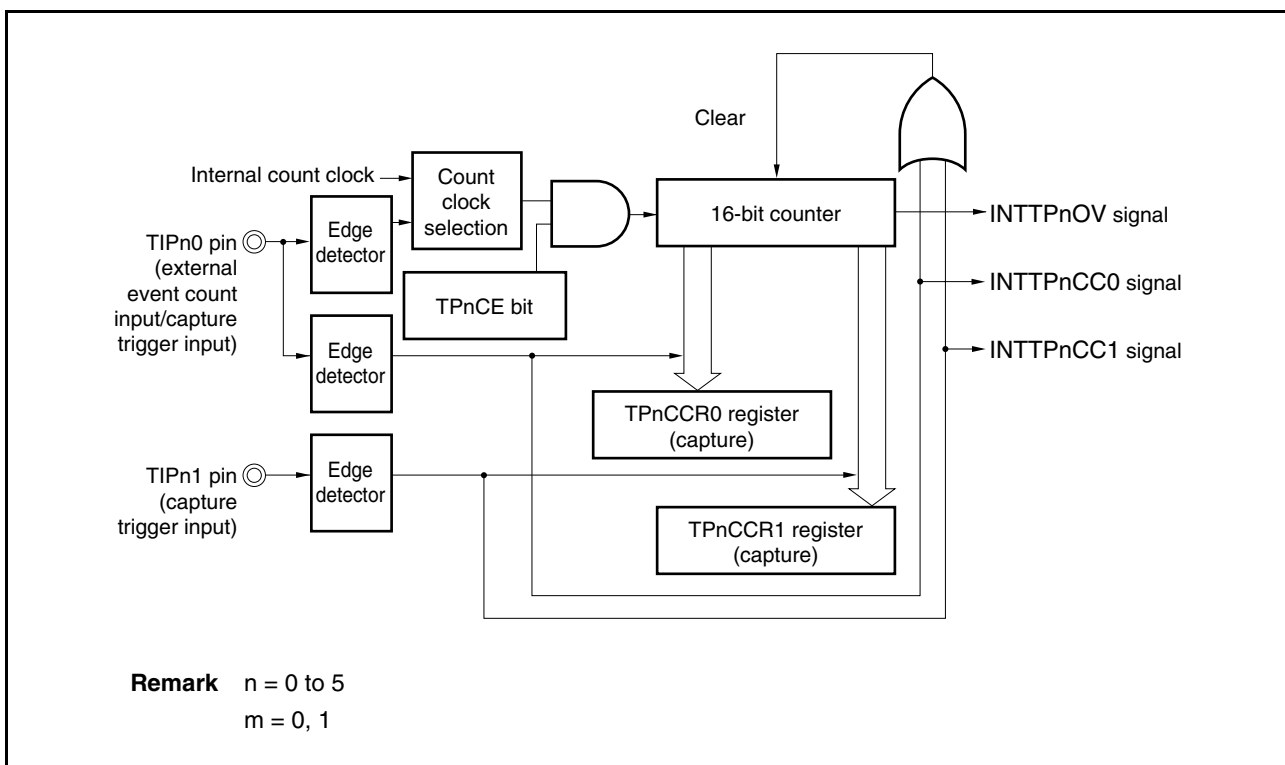 Clear
Internal count clock
Count
clock
selection
16-bit counter
INTTPnOV signal
TIPn0 pin
(external
event count
input/capture
trigger input)
Edge
detector
TPnCE bit
INTTPnCC0 signal
Edge
detector
INTTPnCC1 signal
TPnCCR0 register
(capture)
TIPn1 pin
(capture
trigger input)
Edge
detector
TPnCCR1 register
(capture)
Remark n = 0 to 5
m = 0, 1